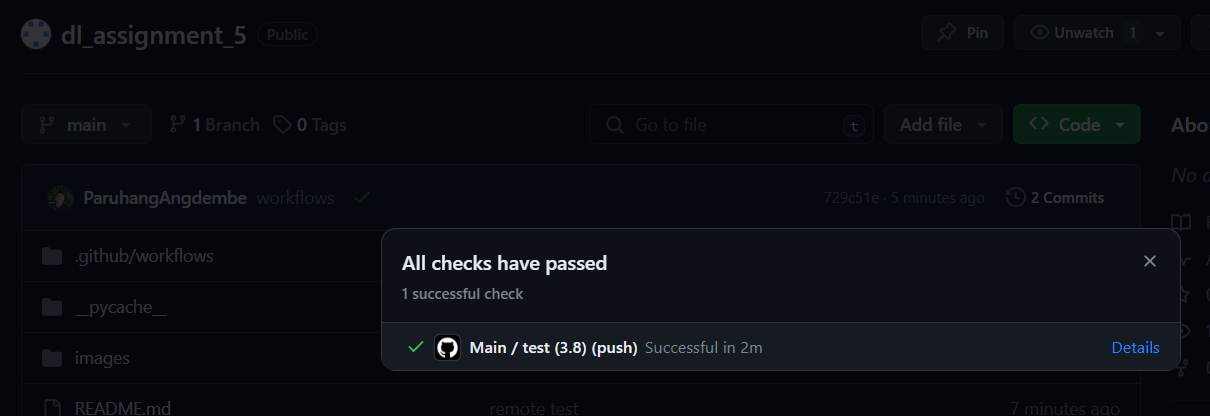 dl_assignment_5 Public Pin Unwatch 1
main 1 Branch 0 Tags Go to file t Add file Code
ParuhangAngdembe workflows 729c51e · 5 minutes ago 2 Commits
.github/workflows
__pycache__
images
README.md remote test 7 minutes ago
All checks have passed
1 successful check
Main / test (3.8) (push) Successful in 2m Details